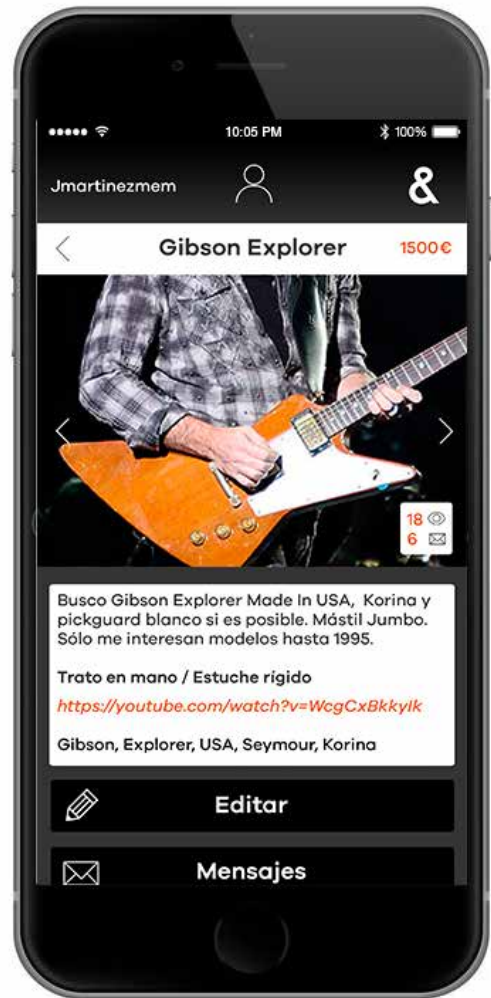 10:05 PM
100%
Jmartinezmem
&
Gibson Explorer
1500€
18
6
Busco Gibson Explorer Made In USA, Korina y
pickguard blanco si es posible. Mástil Jumbo.
Sólo me interesan modelos hasta 1995.
Trato en mano / Estuche rígido
https://youtube.com/watch?v=WcgCxBkkyIk
Gibson, Explorer, USA, Seymour, Korina
Editar
Mensajes